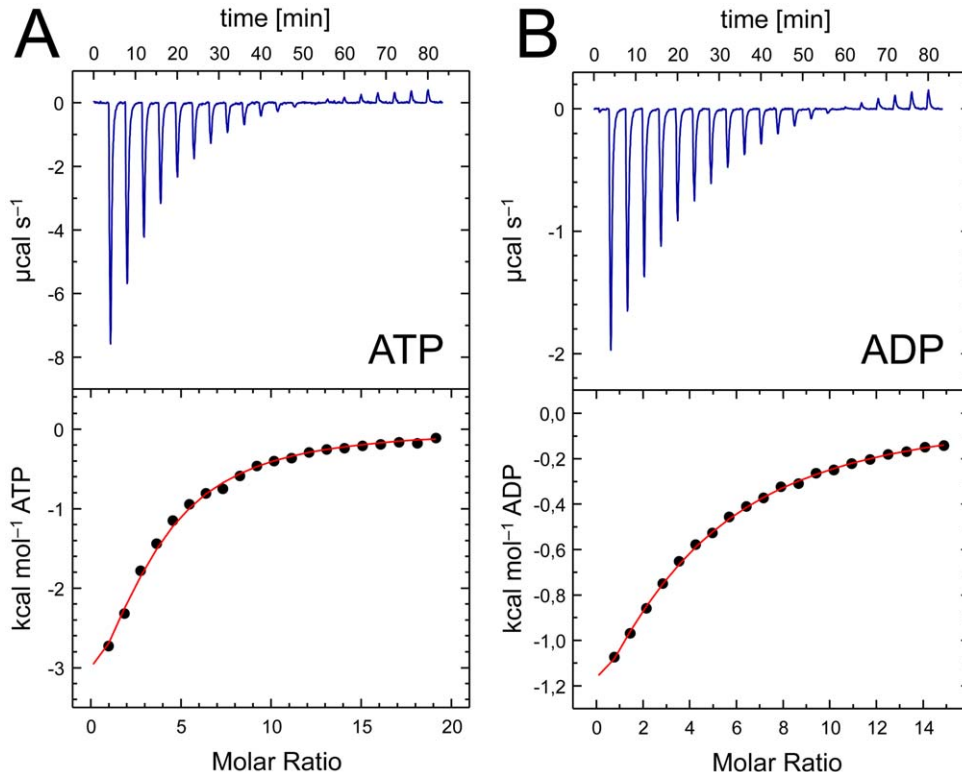 A
time [min]
0 10 20 30 40 50 60 70 80
0
-2
-4
-6
-8
µcal s⁻¹
ATP
0
-1
-2
-3
kcal mol⁻¹ ATP
0 5 10 15 20
Molar Ratio
B
time [min]
0 10 20 30 40 50 60 70 80
0
-1
-2
µcal s⁻¹
ADP
0,0
-0,2
-0,4
-0,6
-0,8
-1,0
-1,2
kcal mol⁻¹ ADP
0 2 4 6 8 10 12 14
Molar Ratio